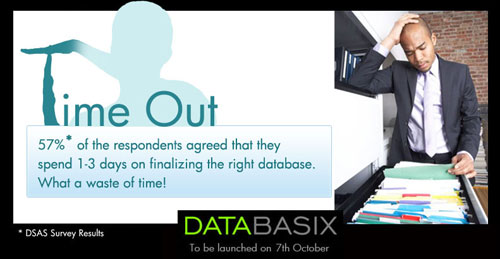 Time Out
57%* of the respondents agreed that they
spend 1-3 days on finalizing the right database.
What a waste of time!
* DSAS Survey Results
DATABASIX
To be launched on 7th October